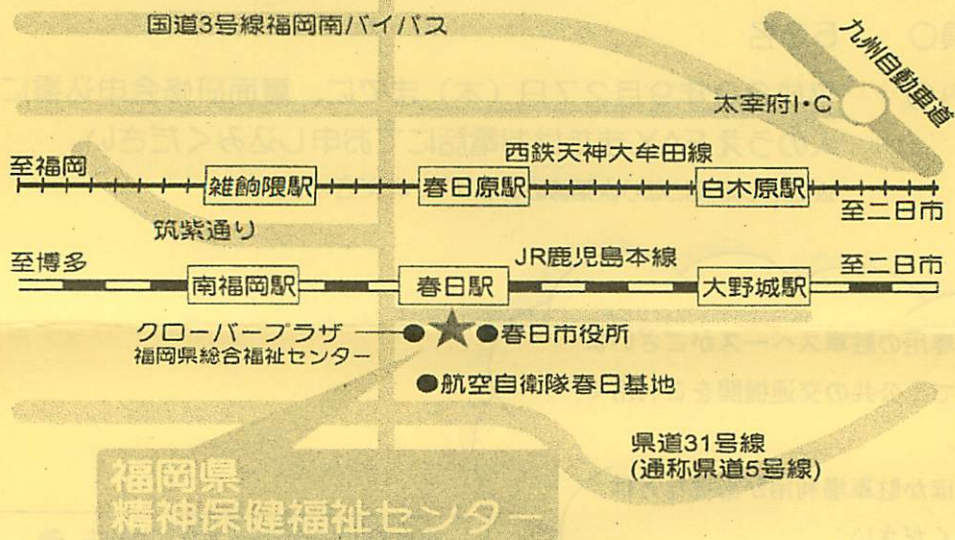 国道3号線福岡南バイパス
九州自動車道
太宰府I・C
西鉄天神大牟田線
至福岡
雑餉隈駅
春日原駅
白木原駅
至二日市
筑紫通り
至博多
JR鹿児島本線
至二日市
南福岡駅
春日駅
大野城駅
クローバープラザ
福岡県総合福祉センター
春日市役所
航空自衛隊春日基地
県道31号線
(通称県道5号線)
福岡県
精神保健福祉センター